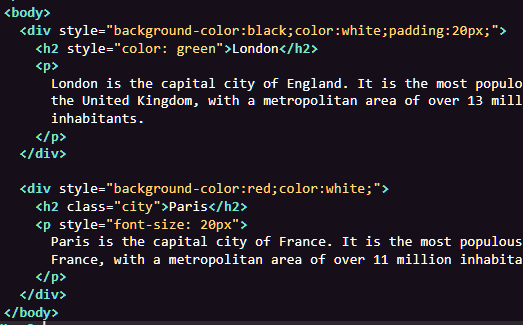 <body>
<div style="background-color:black;color:white;padding:20px;">
<h2 style="color: green">London</h2>
<p>
London is the capital city of England. It is the most
the United Kingdom, with a metropolitan area of over 13
inhabitants.
</p>
</div>
<div style="background-color:red;color:white;">
<h2 class="city">Paris</h2>
<p style="font-size: 20px">
Paris is the capital city of France. It is the most populous
France, with a metropolitan area of over 11 million
</p>
</div>
</body>